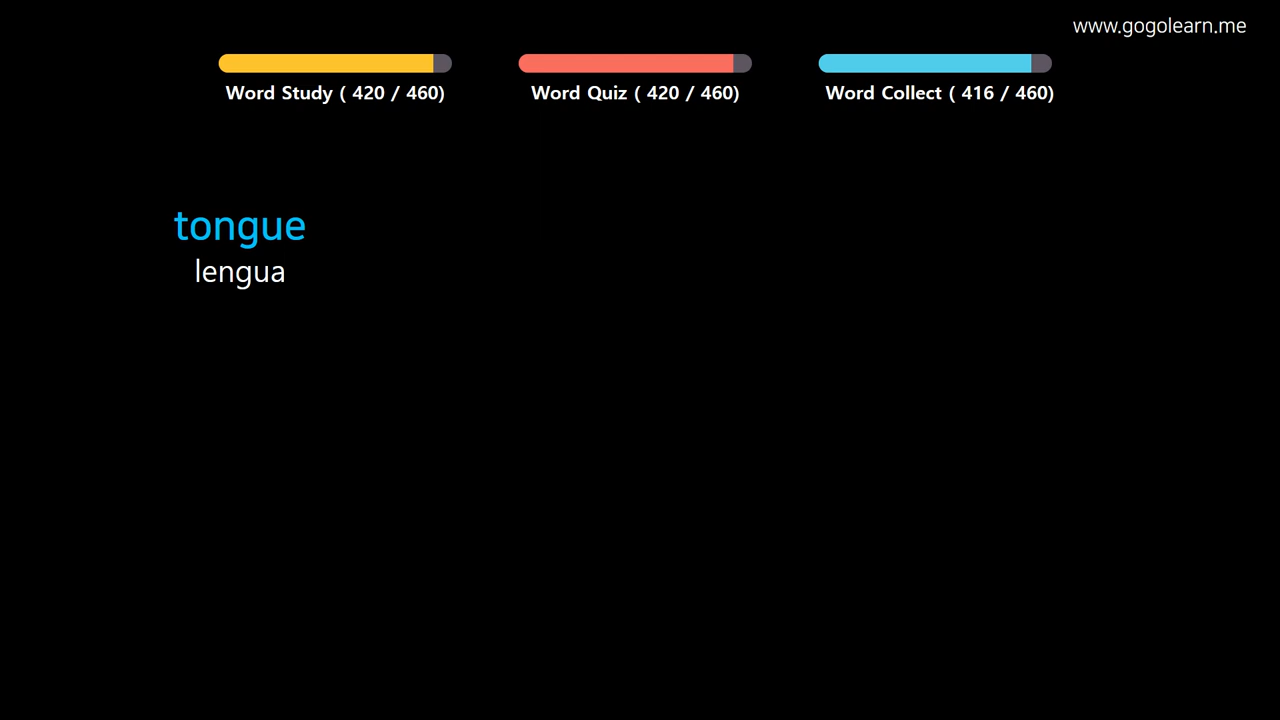 www.gogolearn.me
Word Study ( 420 / 460)
Word Quiz ( 420 / 460)
Word Collect ( 416 / 460)
tongue
lengua